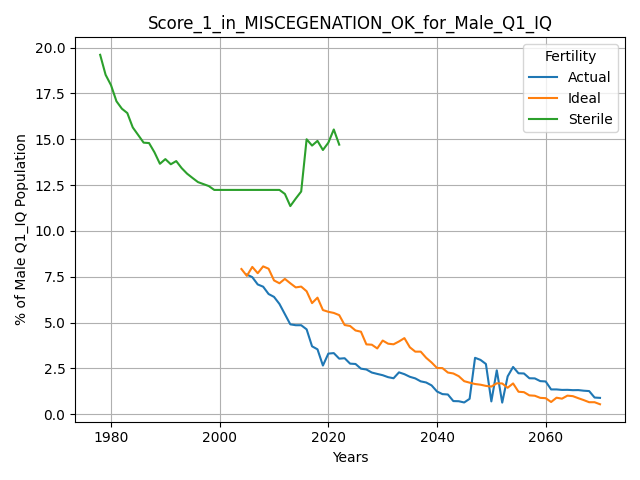 Score_1_in_MISCEGENATION_OK_for_Male_Q1_IQ
Fertility
Actual
Ideal
Sterile
% of Male Q1_IQ Population
20.0
17.5
15.0
12.5
10.0
7.5
5.0
2.5
0.0
1980
2000
2020
2040
2060
Years